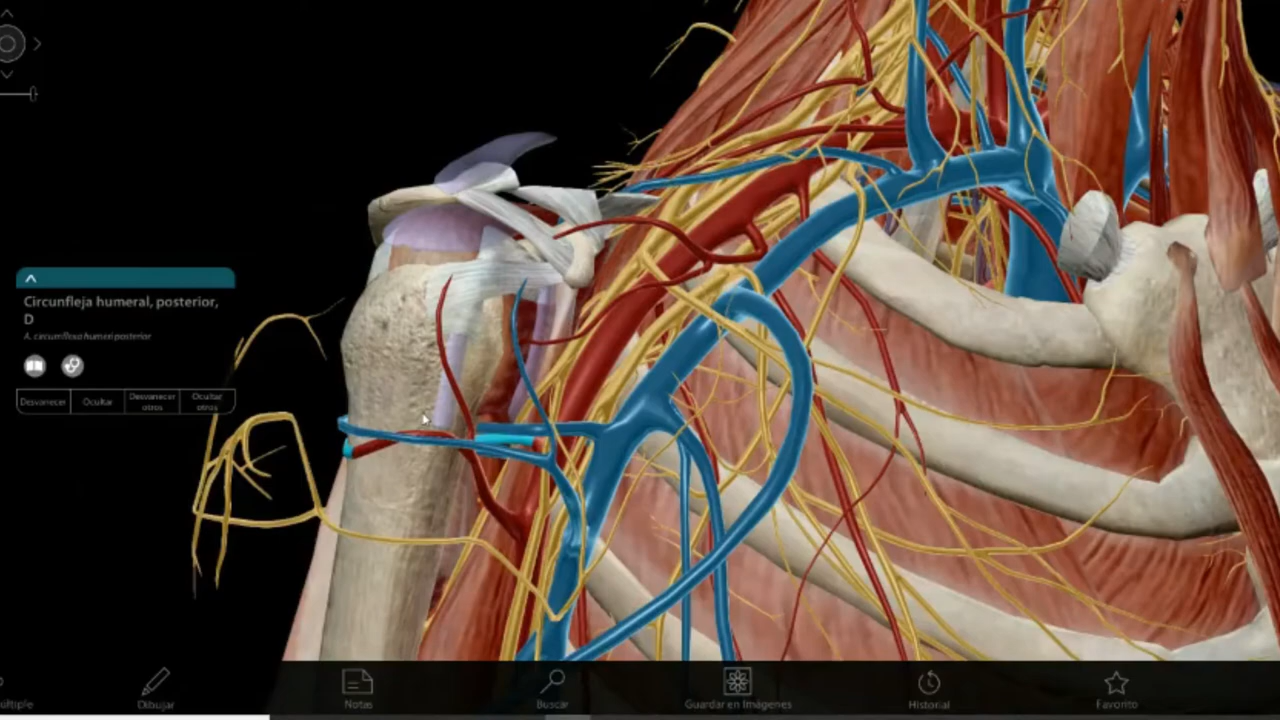 Circunfleja humeral, posterior,
D
A. circumflexa humeri posterior
Desvanecer Ocultar Desvanecer otros Ocultar otros
últiple Dibujar Notas Buscar Guardar en Imágenes Historial Favorito